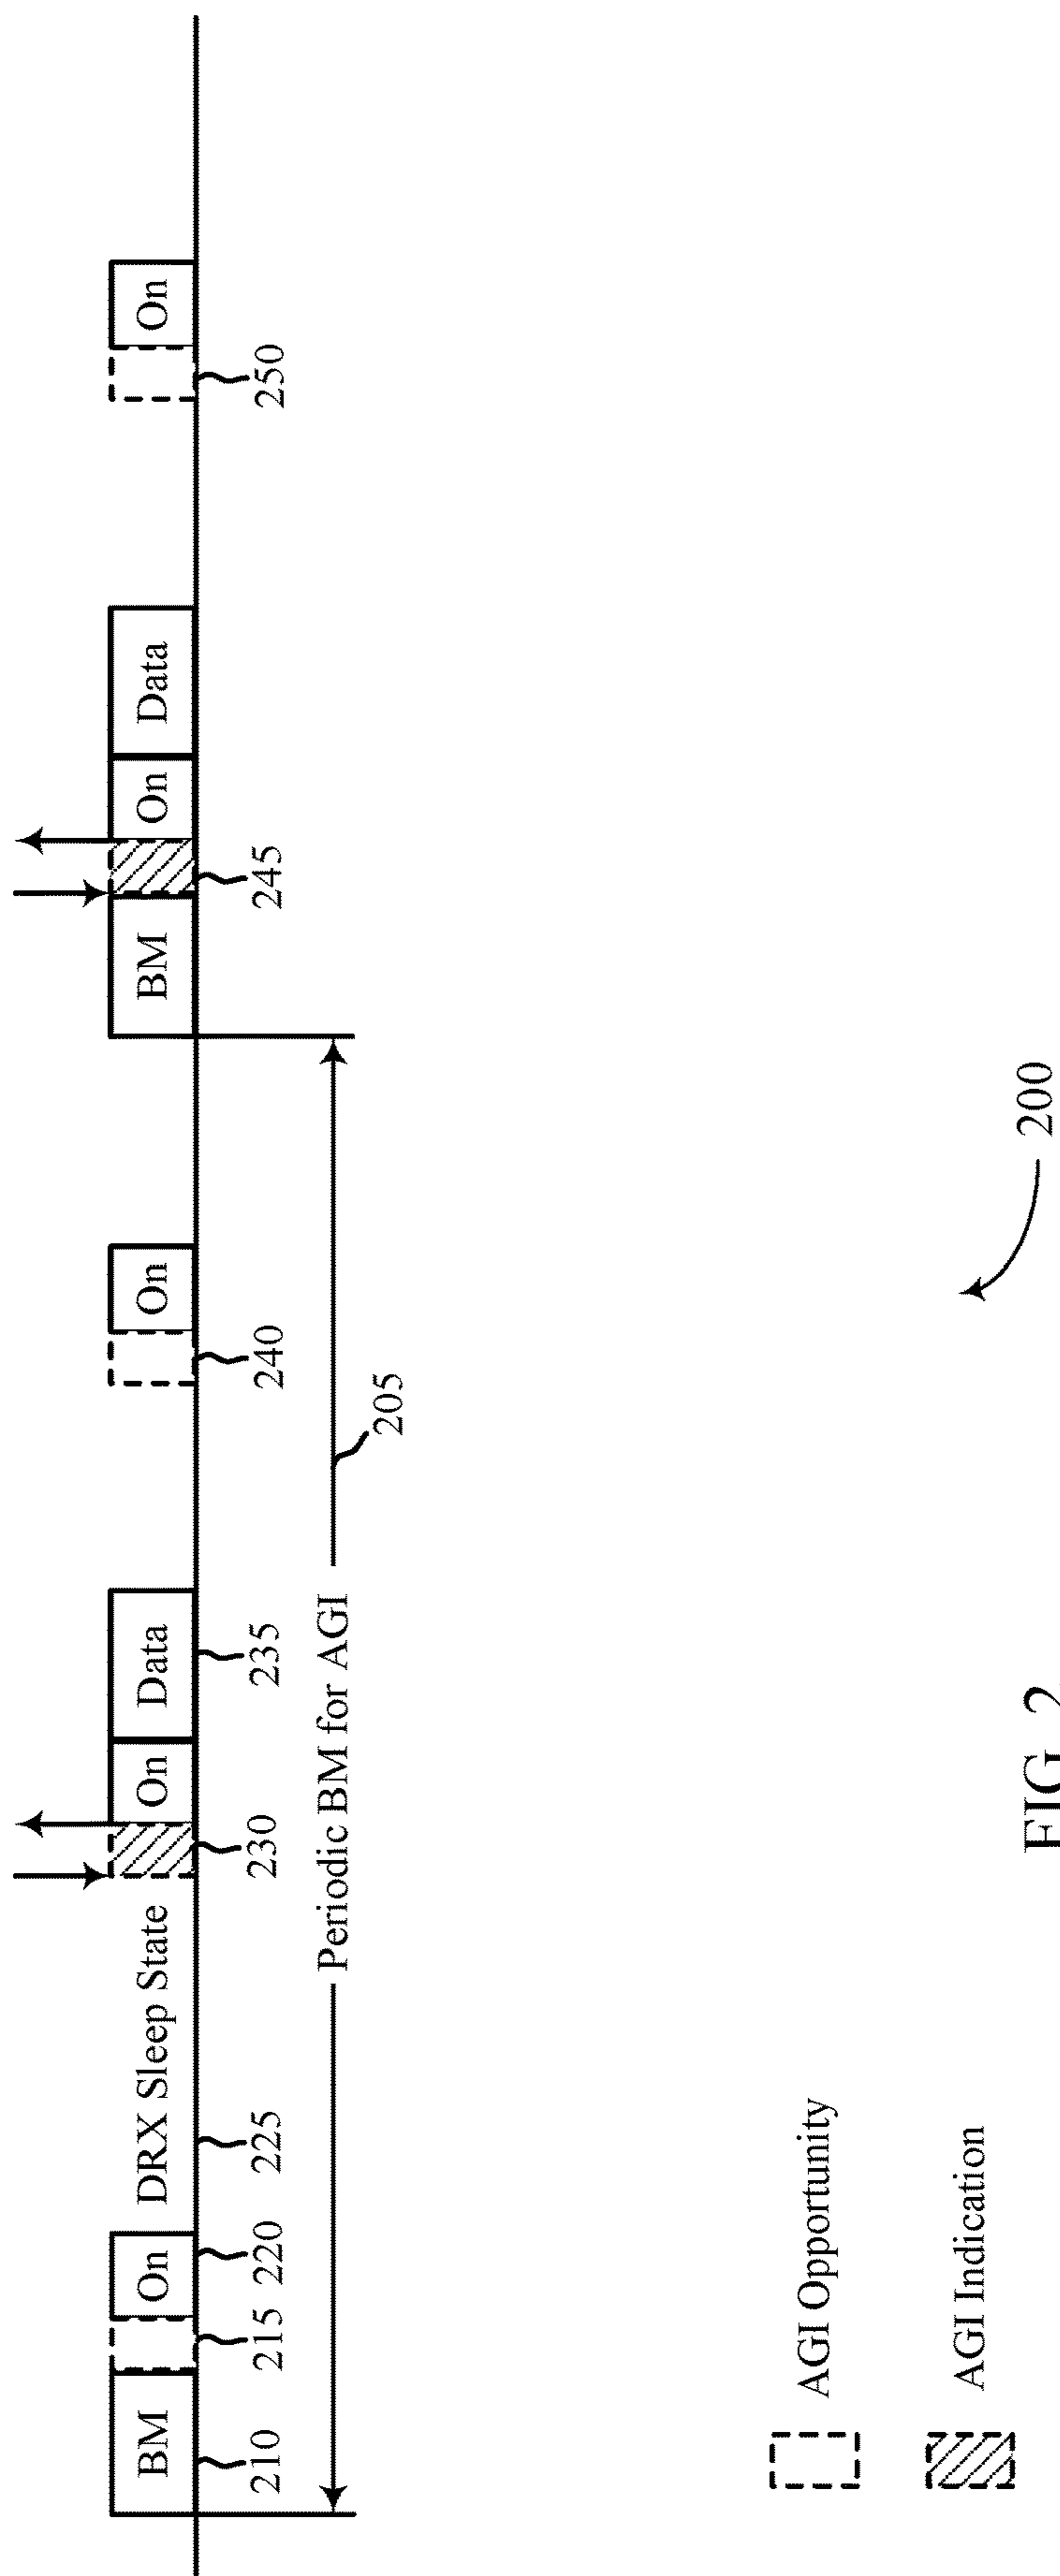 BM
On
DRX Sleep State
On
Data
On
BM
On
Data
On
210
215
220
225
230
235
240
245
250
Periodic BM for AGI
205
AGI Opportunity
AGI Indication
200
FIG. 2